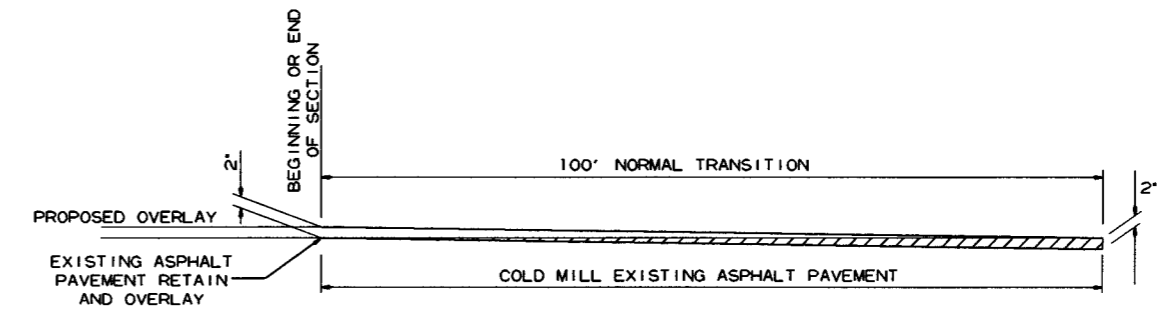 BEGINNING OR END
OF SECTION
2"
100' NORMAL TRANSITION
2"
PROPOSED OVERLAY
EXISTING ASPHALT
PAVEMENT RETAIN
AND OVERLAY
COLD MILL EXISTING ASPHALT PAVEMENT